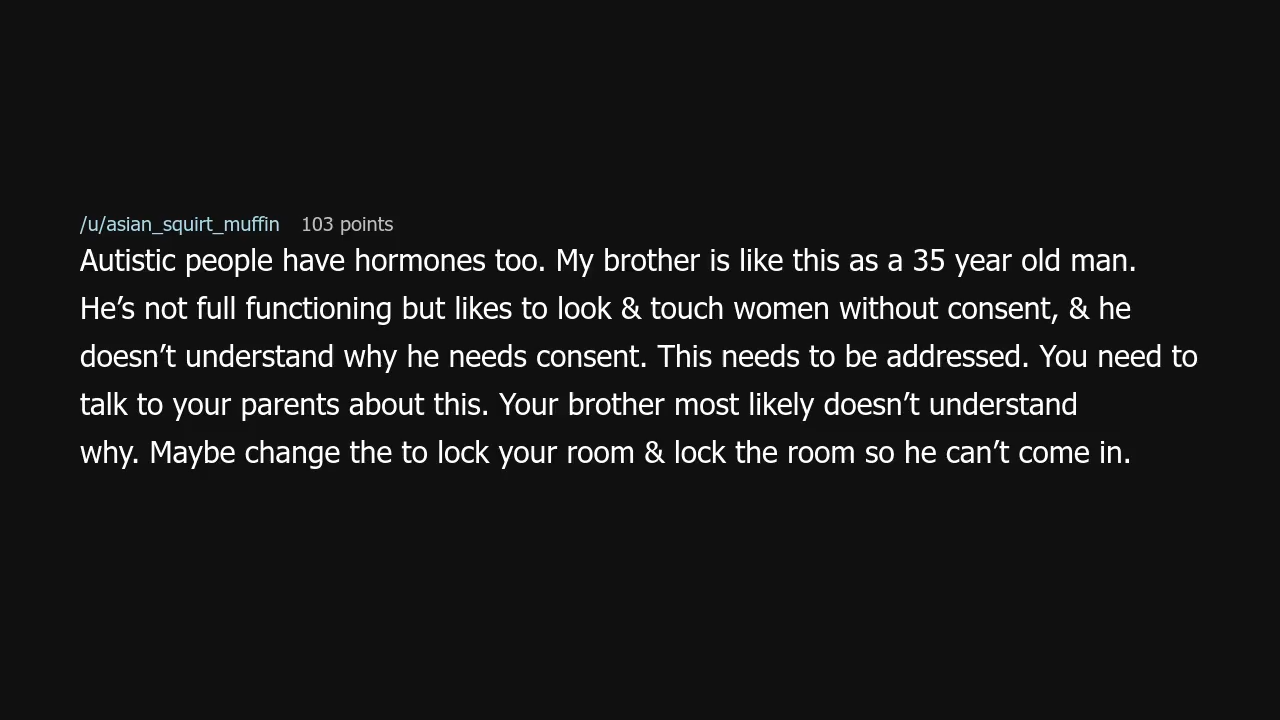 /u/asian_squirt_muffin 103 points
Autistic people have hormones too. My brother is like this as a 35 year old man.
He’s not full functioning but likes to look & touch women without consent, & he
doesn’t understand why he needs consent. This needs to be addressed. You need to
talk to your parents about this. Your brother most likely doesn’t understand
why. Maybe change the to lock your room & lock the room so he can’t come in.